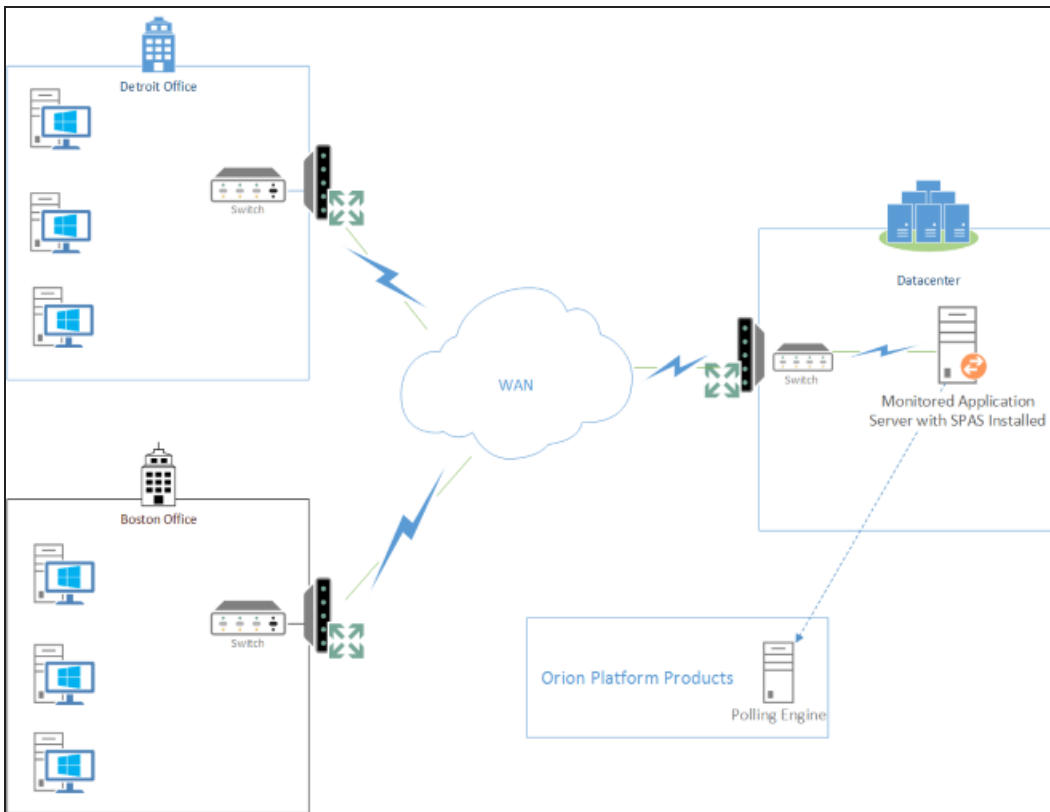 Detroit Office
Switch
Datacenter
WAN
Switch
Monitored Application
Server with SPAS Installed
Boston Office
Switch
Orion Platform Products
Polling Engine